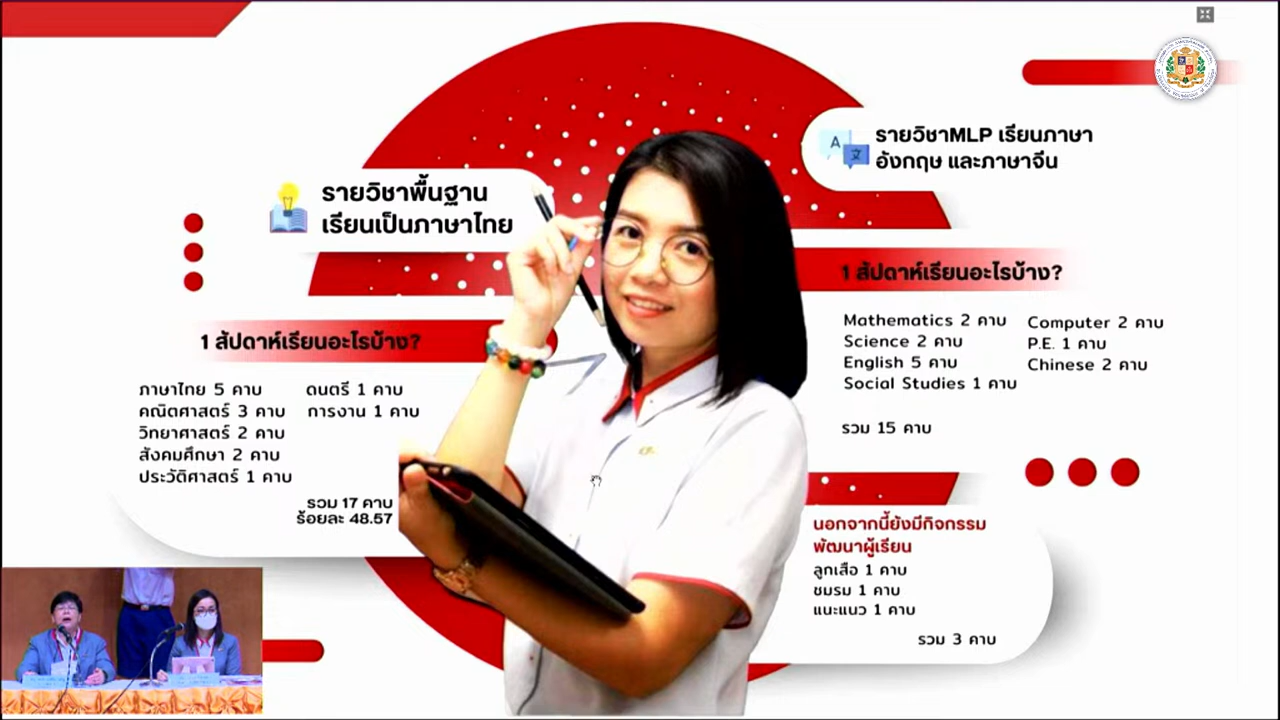 รายวิชาพื้นฐาน
เรียนเป็นภาษาไทย
1 สัปดาห์เรียนอะไรบ้าง?
ภาษาไทย 5 คาบ
คณิตศาสตร์ 3 คาบ
วิทยาศาสตร์ 2 คาบ
สังคมศึกษา 2 คาบ
ประวัติศาสตร์ 1 คาบ
ดนตรี 1 คาบ
การงาน 1 คาบ
รวม 17 คาบ
ร้อยละ 48.57
A 文
รายวิชาMLP เรียนภาษา
อังกฤษ และภาษาจีน
1 สัปดาห์เรียนอะไรบ้าง?
Mathematics 2 คาบ
Science 2 คาบ
English 5 คาบ
Social Studies 1 คาบ
Computer 2 คาบ
P.E. 1 คาบ
Chinese 2 คาบ
รวม 15 คาบ
นอกจากนี้ยังมีกิจกรรม
พัฒนาผู้เรียน
ลูกเสือ 1 คาบ
ชมรม 1 คาบ
แนะแนว 1 คาบ
รวม 3 คาบ